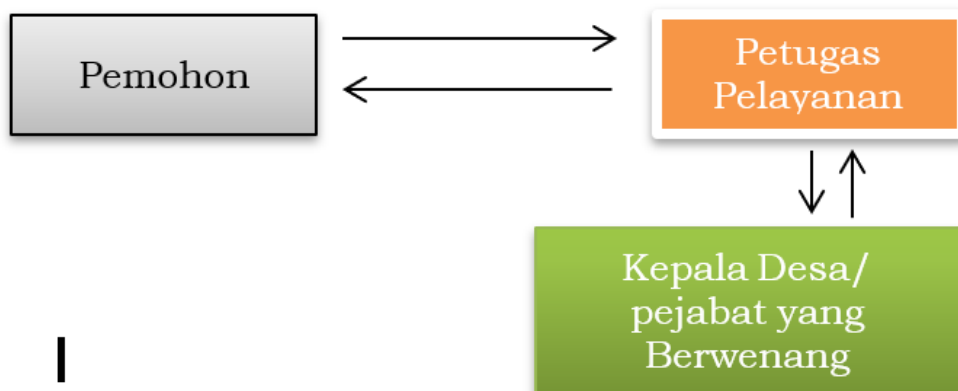 Pemohon
Petugas
Pelayanan
Kepala Desa/
pejabat yang
Berwenang